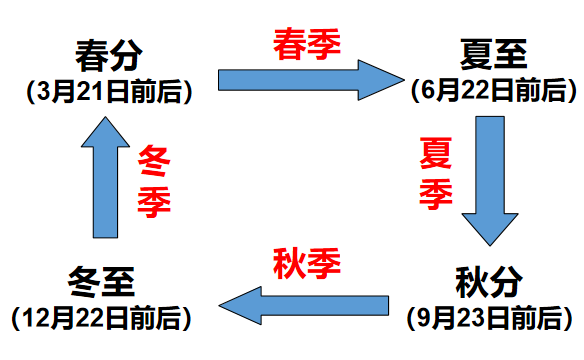 春分
（3月21日前后）
春季
夏至
（6月22日前后）
夏季
秋分
（9月23日前后）
秋季
冬至
（12月22日前后）
冬季